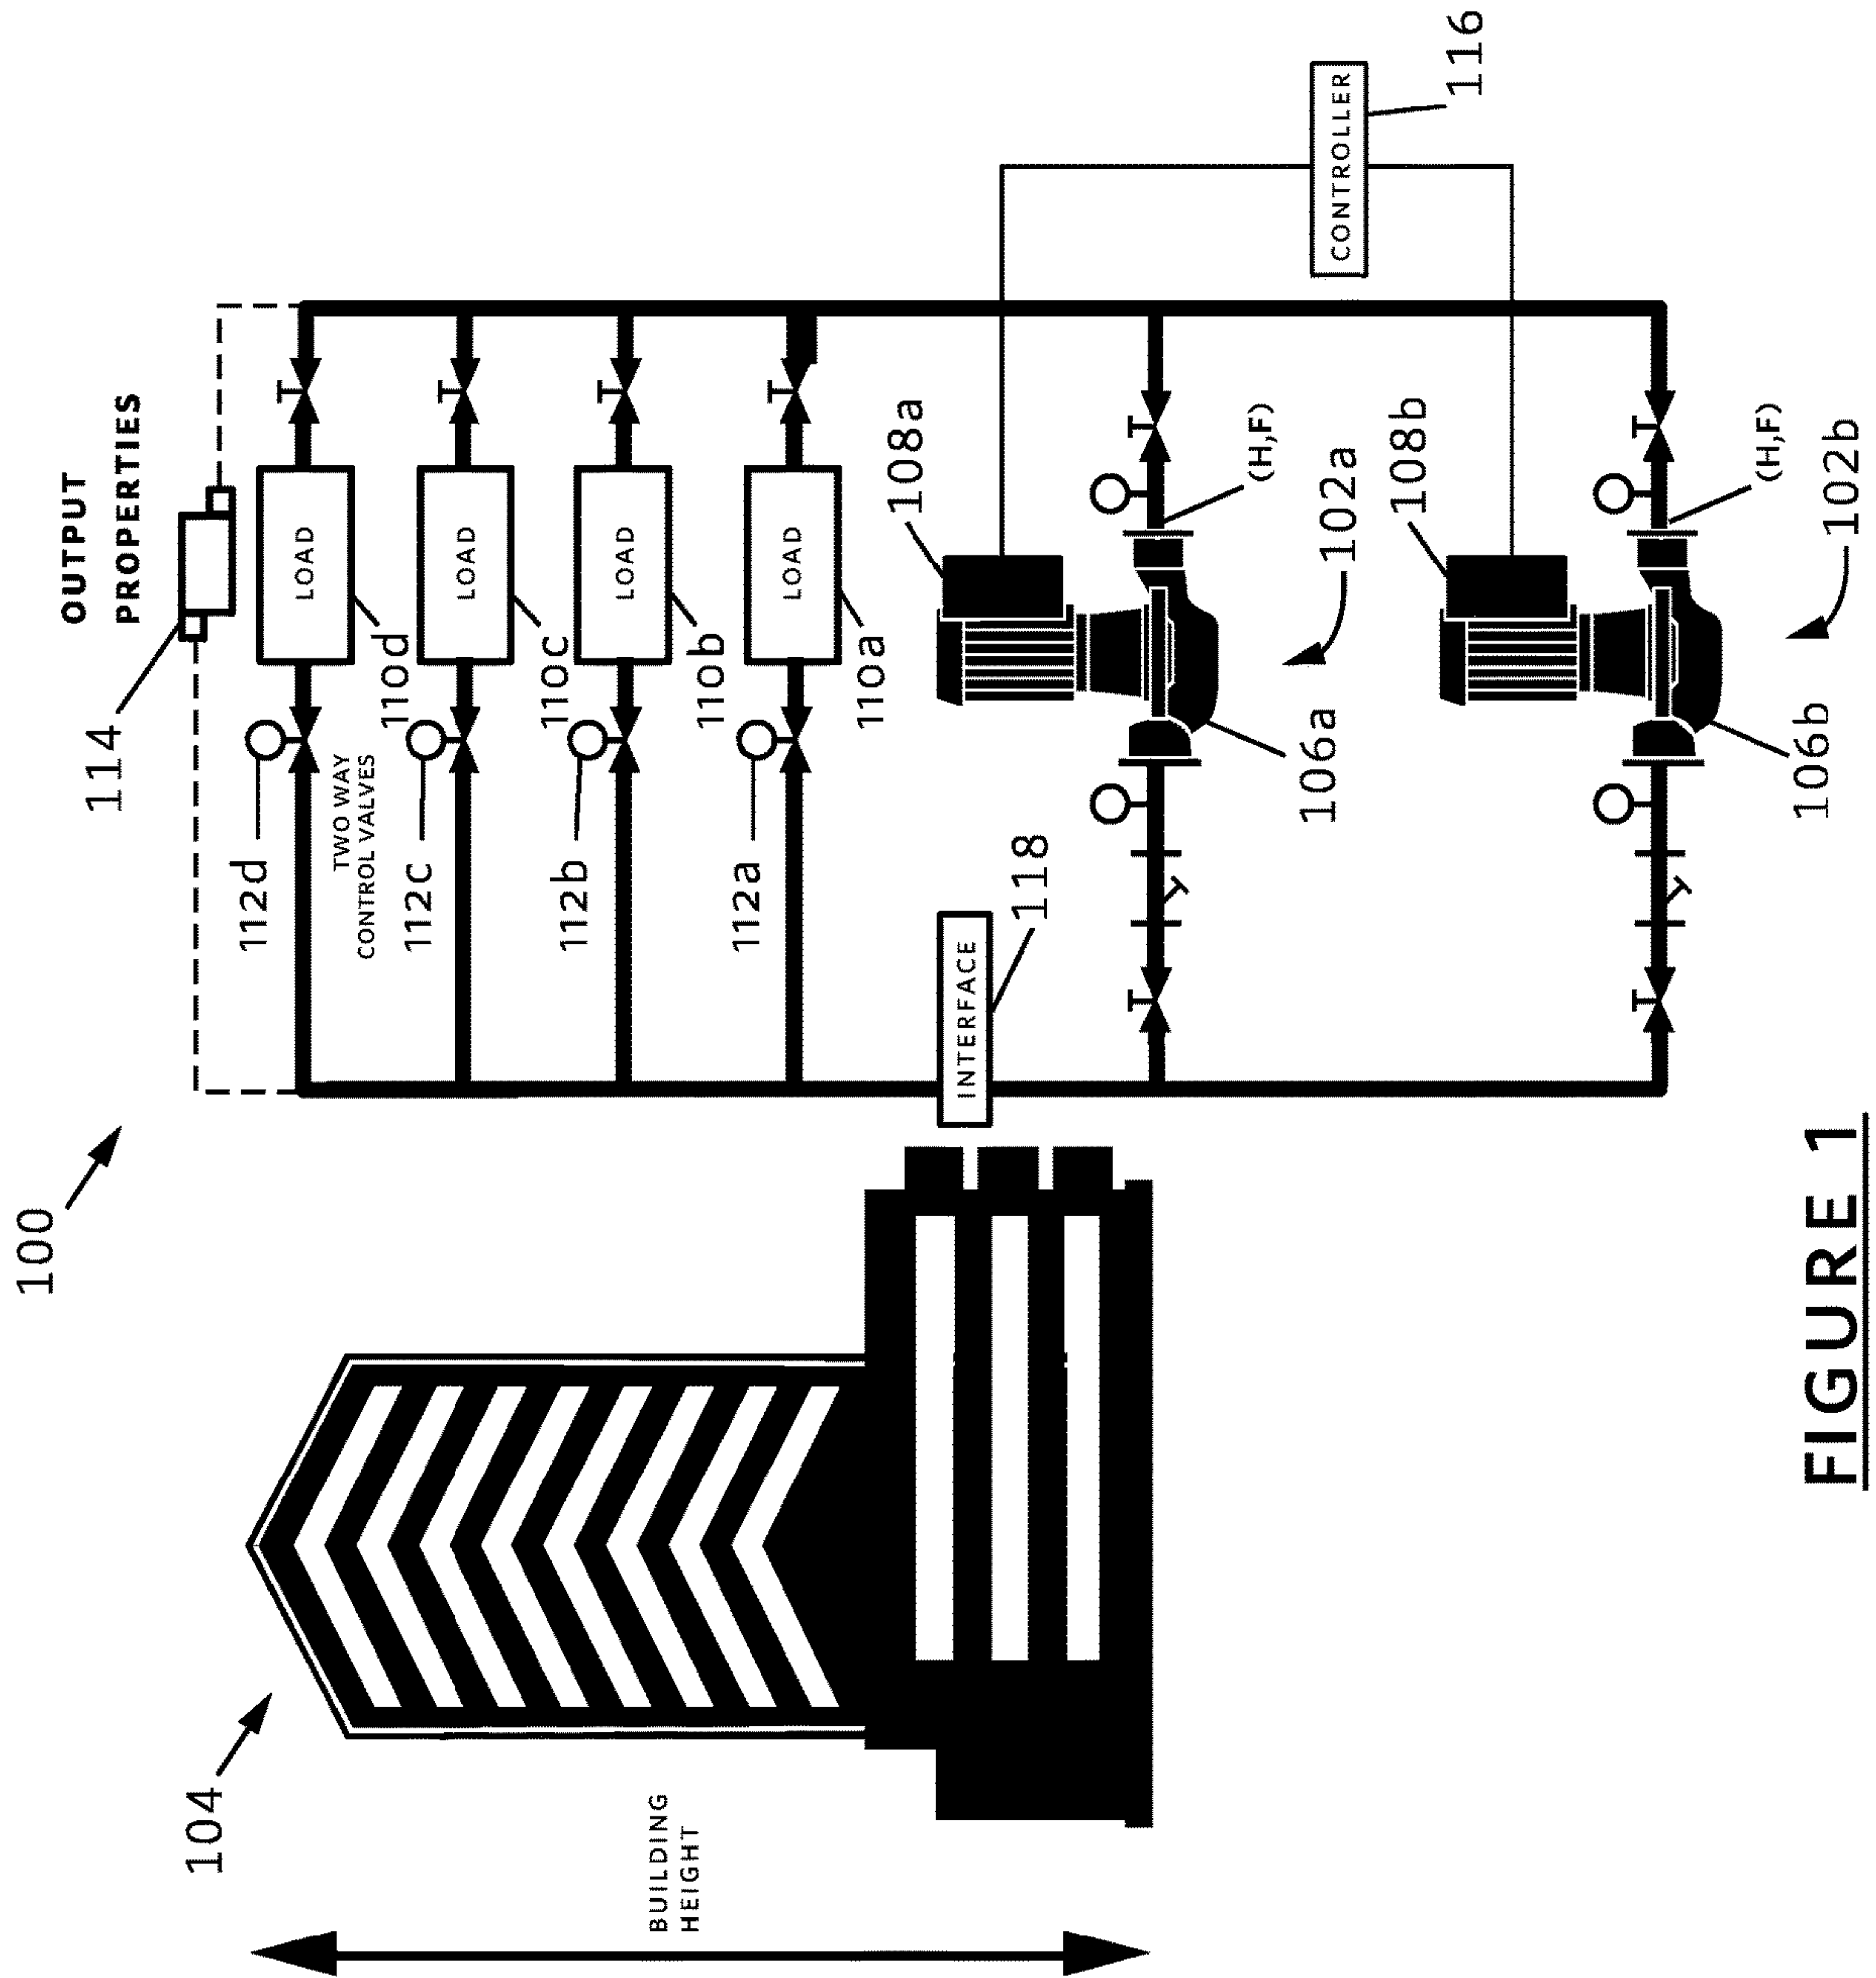 100
114
OUTPUT
PROPERTIES
104
BUILDING
HEIGHT
LOAD
LOAD
LOAD
LOAD
110d
110c
110b
110a
112d
112c
112b
112a
TWO WAY
CONTROL VALVES
INTERFACE
118
108a
(H,F)
102a
106a
108b
(H,F)
102b
106b
CONTROLLER
116
T
T
T
T
T
T
T
T
FIGURE 1